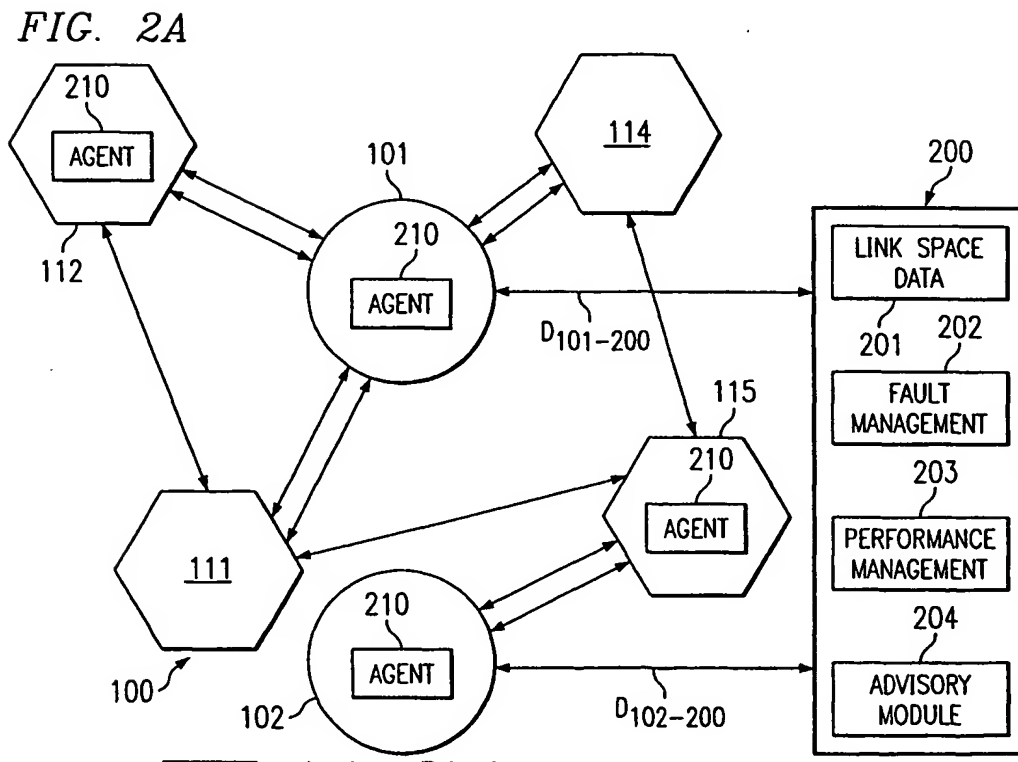 FIG. 2A
210
AGENT
112
101
210
AGENT
114
200
LINK SPACE
DATA
201
202
FAULT
MANAGEMENT
203
PERFORMANCE
MANAGEMENT
204
ADVISORY
MODULE
D101-200
115
210
AGENT
111
100
210
AGENT
102
D102-200